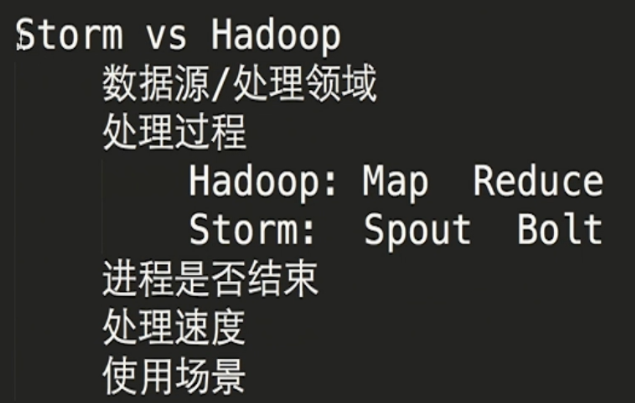 Storm vs Hadoop
数据源/处理领域
处理过程
Hadoop: Map Reduce
Storm: Spout Bolt
进程是否结束
处理速度
使用场景